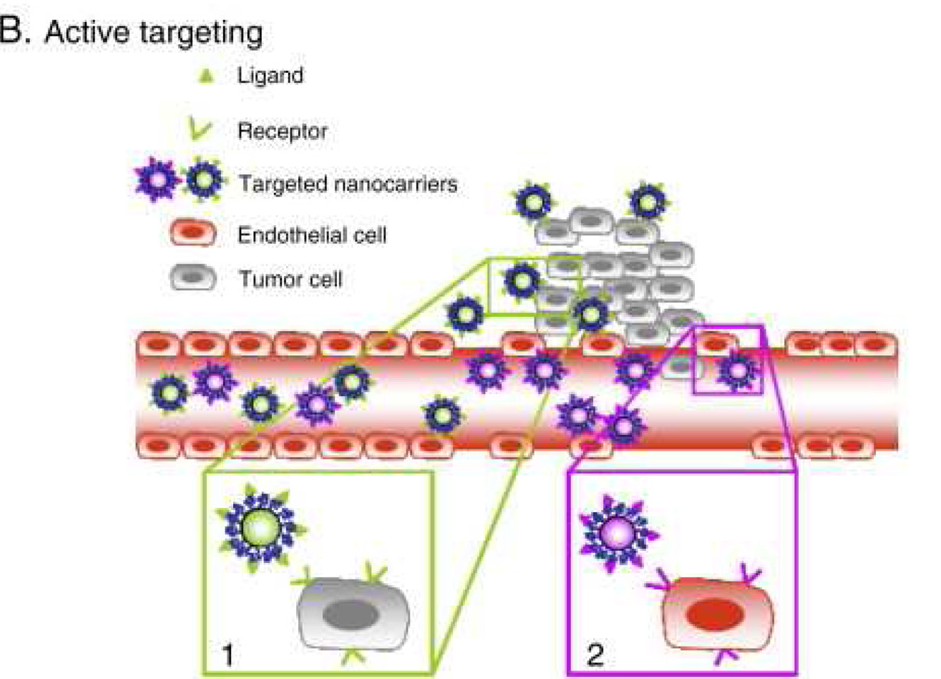 B. Active targeting
Ligand
Receptor
Targeted nanocarriers
Endothelial cell
Tumor cell
1
2